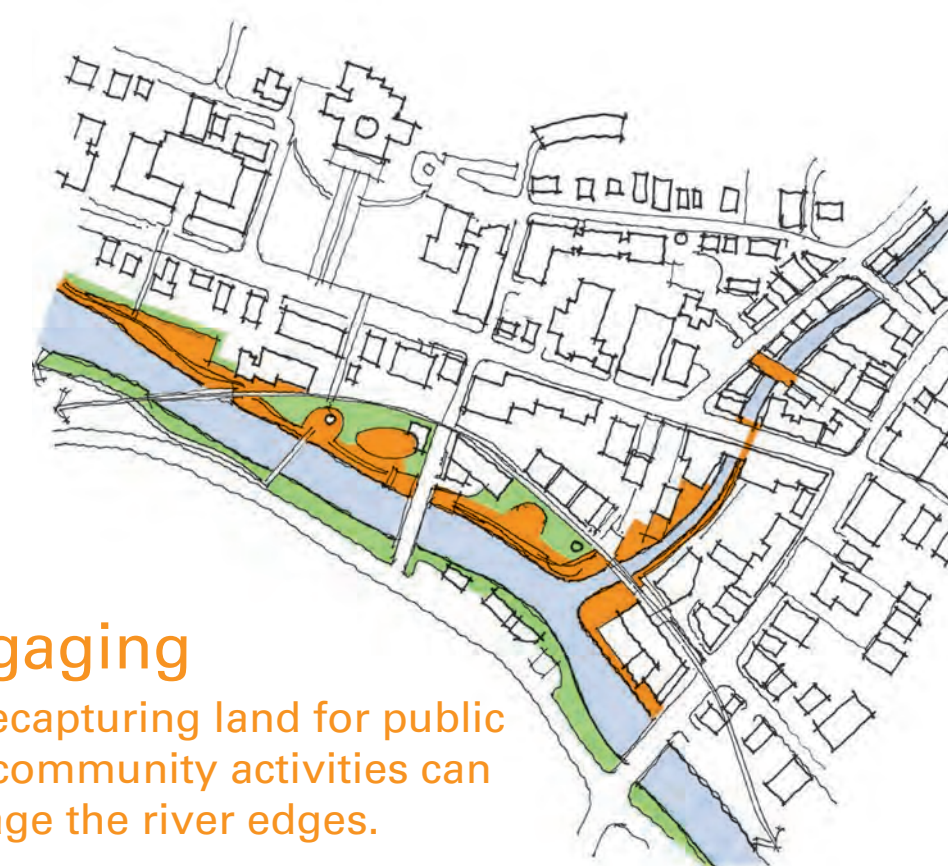 gaging
ecapturing land for public
community activities can
ge the river edges.